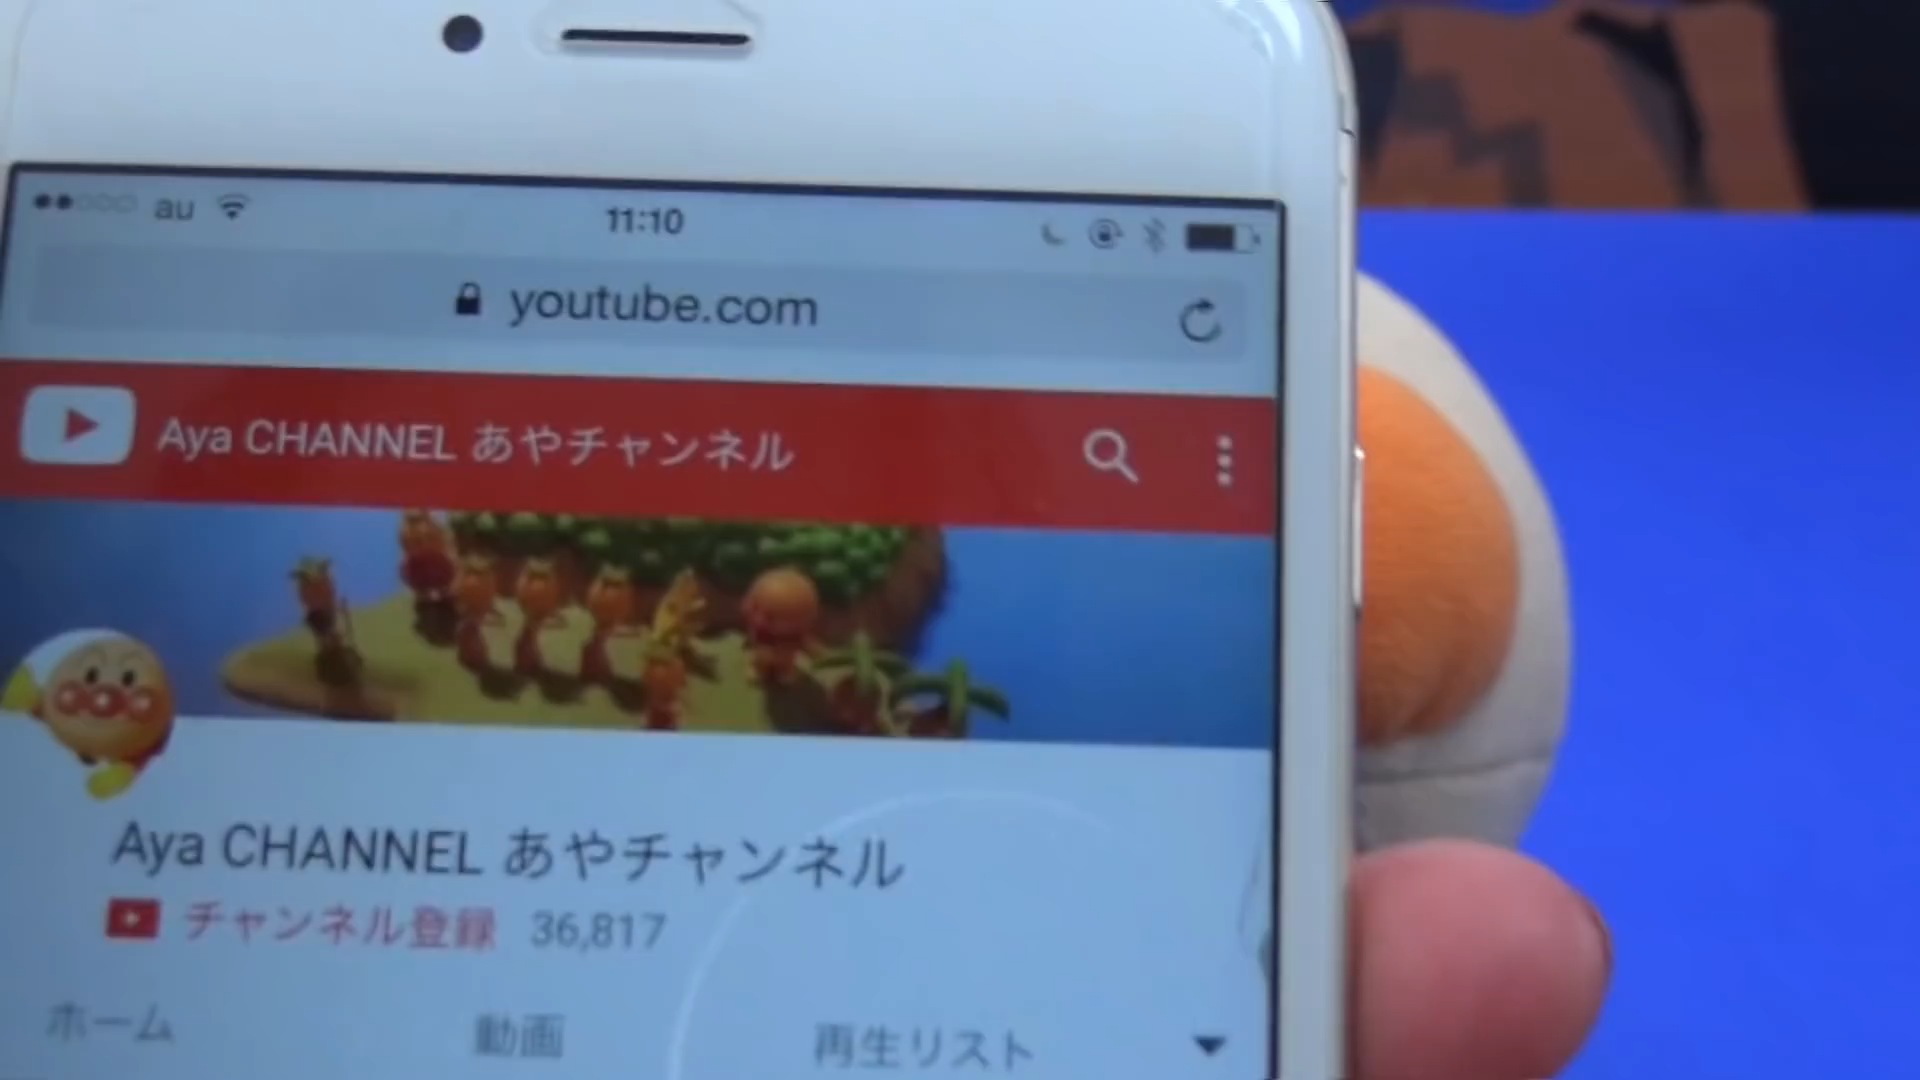 au 11:10
youtube.com
Aya CHANNEL あやチャンネル
Aya CHANNEL あやチャンネル
チャンネル登録 36,817
ホーム 動画 再生リスト